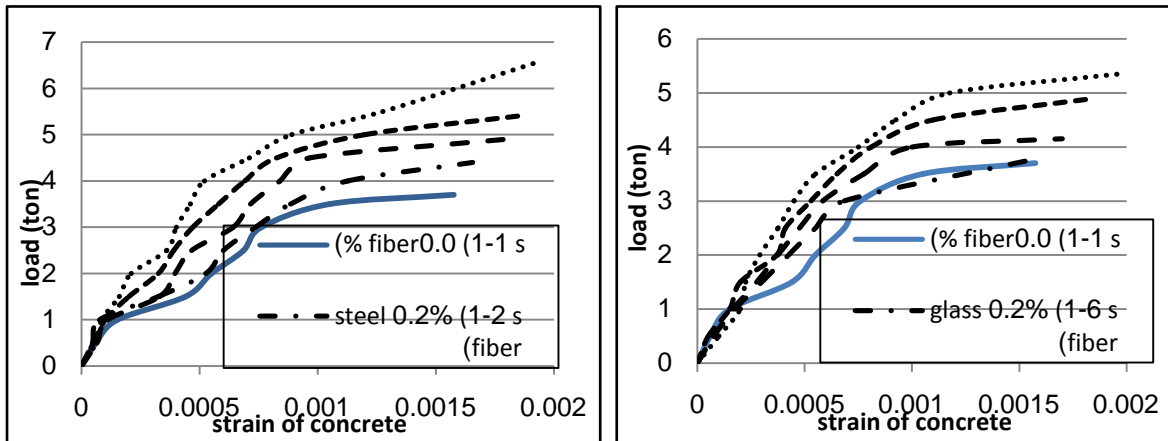 7
6
5
4
3
2
1
0
load (ton)
(% fiber0.0 (1-1 s
steel 0.2% (1-2 s
(fiber
0 0.0005 0.001 0.0015 0.002
strain of concrete
6
5
4
3
2
1
0
load (ton)
(% fiber0.0 (1-1 s
glass 0.2% (1-6 s
(fiber
0 0.0005 0.001 0.0015 0.002
strain of concrete